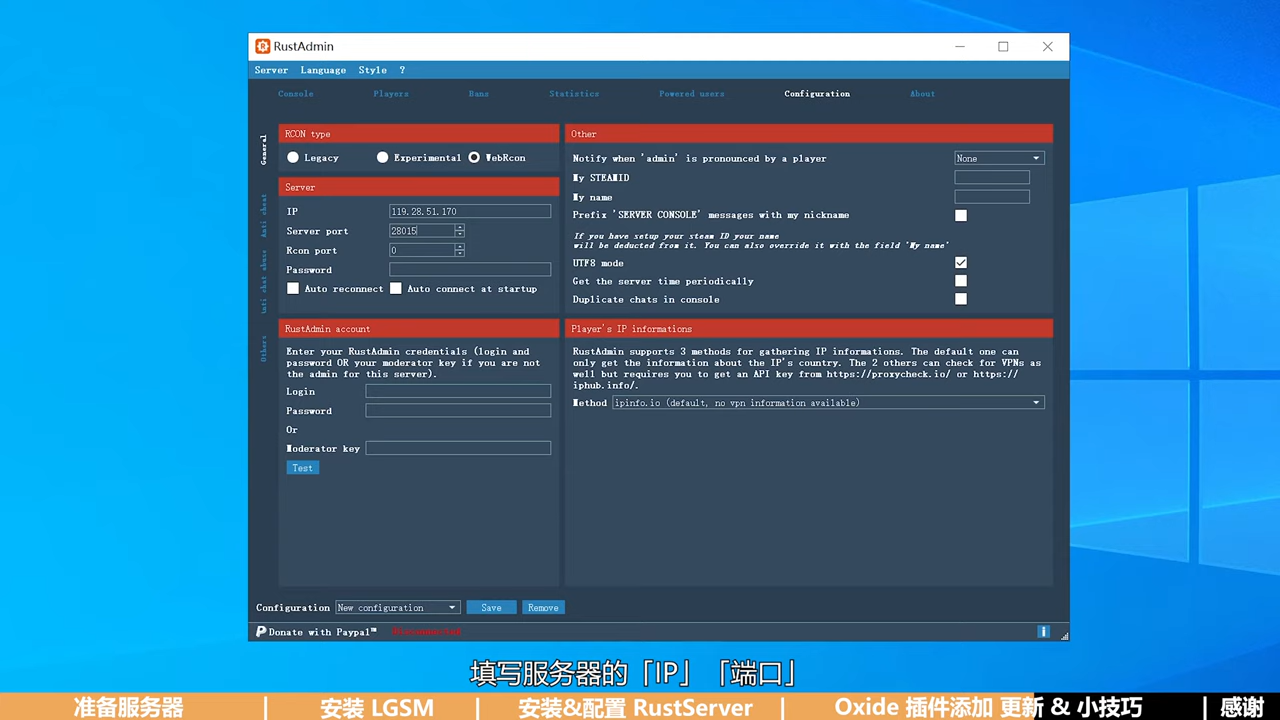 RustAdmin
Server Language Style ?
Console Players Bans Statistics Powered users Configuration About
General
Anti cheat
Anti chat abuse
Others
RCON type
Legacy Experimental WebRcon
Server
IP 119.28.51.170
Server port 28015
Rcon port 0
Password
Auto reconnect Auto connect at startup
RustAdmin account
Enter your RustAdmin credentials (login and
password OR your moderator key if you are not
the admin for this server).
Login
Password
Or
Moderator key
Test
Other
Notify when 'admin' is pronounced by a player None
My STEAMID
My name
Prefix 'SERVER CONSOLE' messages with my nickname
If you have setup your steam ID your name
will be deducted from it. You can also override it with the field 'My name'
UTF8 mode
Get the server time periodically
Duplicate chats in console
Player's IP informations
RustAdmin supports 3 methods for gathering IP informations. The default one can
only get the information about the IP's country. The 2 others can check for VPNs as
well but requires you to get an API key from https://proxycheck.io/ or https://
iphub.info/.
Method ipinfo.io (default, no vpn information available)
Configuration New configuration Save Remove
Donate with Paypal™ Disconnected
填写服务器的「IP」「端口」
准备服务器 | 安装 LGSM | 安装&配置 RustServer | Oxide 插件添加 更新 & 小技巧 | 感谢